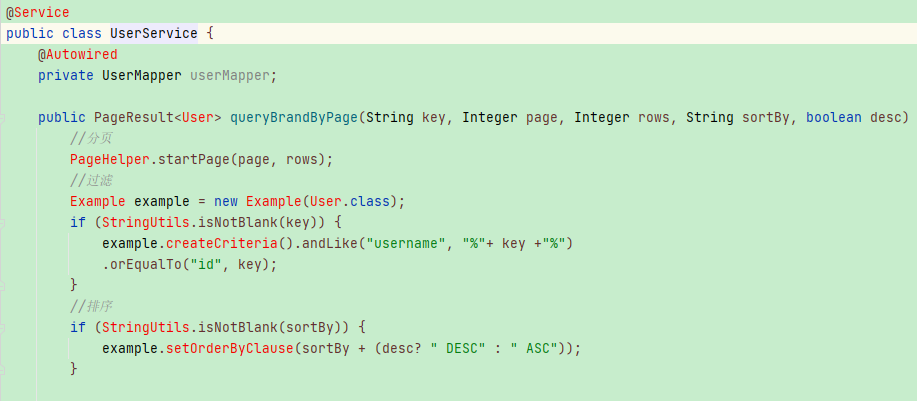 @Service
public class UserService {
@Autowired
private UserMapper userMapper;
public PageResult<User> queryBrandByPage(String key, Integer page, Integer rows, String sortBy, boolean desc)
//分页
PageHelper.startPage(page, rows);
//过滤
Example example = new Example(User.class);
if (StringUtils.isNotBlank(key)) {
example.createCriteria().andLike("username", "%"+ key +"%")
.orEqualTo("id", key);
}
//排序
if (StringUtils.isNotBlank(sortBy)) {
example.setOrderByClause(sortBy + (desc? " DESC" : " ASC"));
}